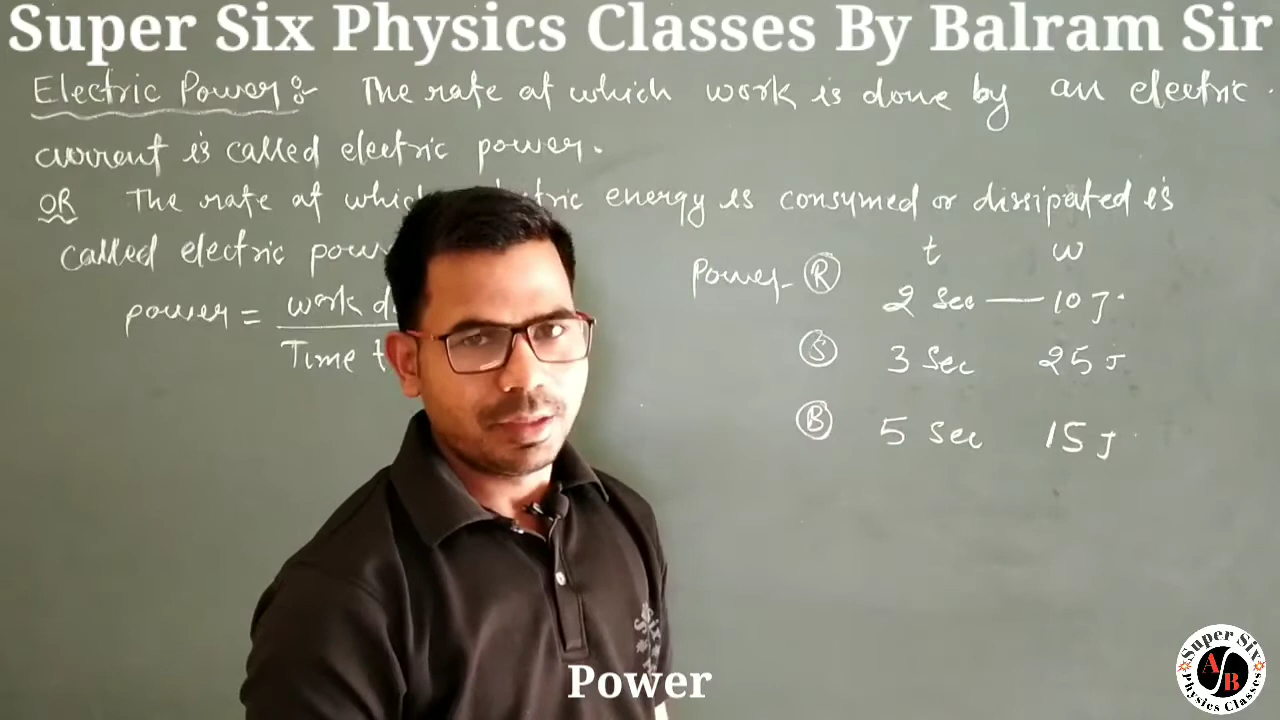 Super Six Physics Classes By Balram Sir
Electric Power :- The rate at which work is done by an electric
current is called electric power.
OR The rate at which electric energy is consumed or dissipated is
called electric pow
power = work d
Time t
t w
Power - R 2 Sec — 10 J.
S 3 Sec 25 J
B 5 Sec 15 J
Power
Super Six
AB
Physics Classes